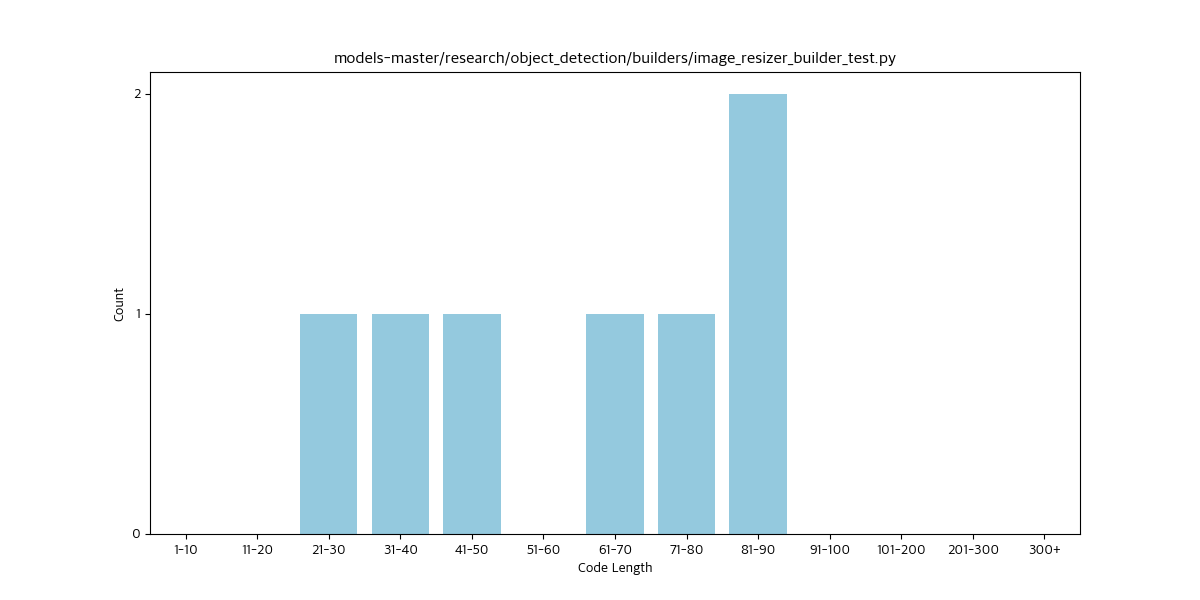 models-master/research/object_detection/builders/image_resizer_builder_test.py
2
1
0
Count
1-10 11-20 21-30 31-40 41-50 51-60 61-70 71-80 81-90 91-100 101-200 201-300 300+
Code Length